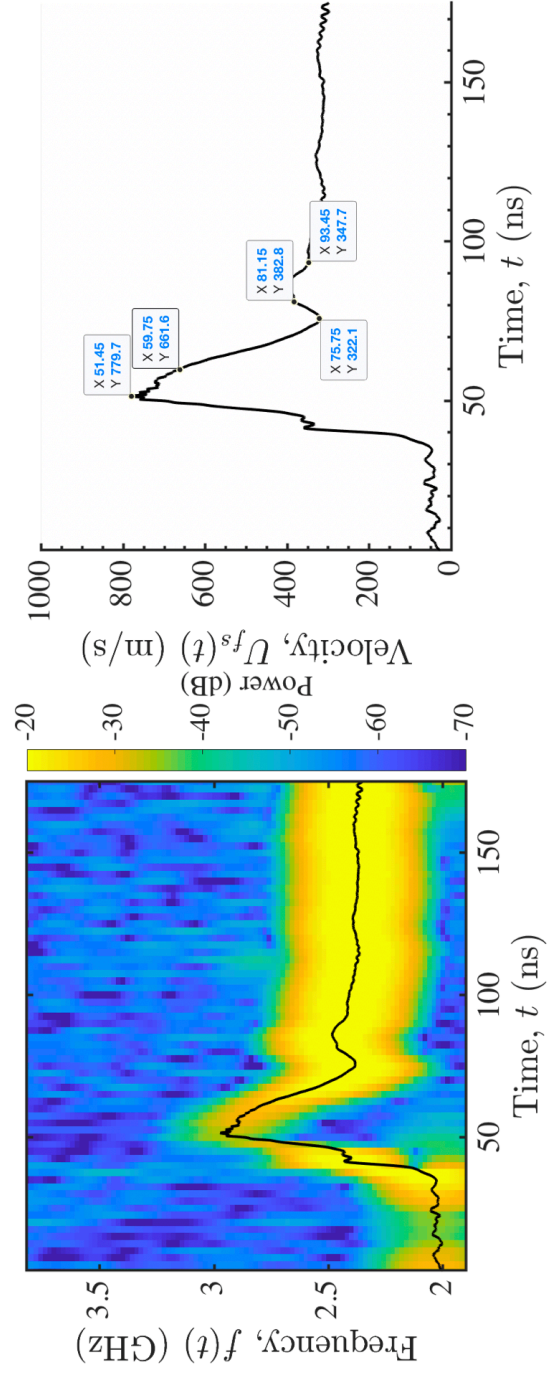 Frequency, f(t) (GHz)
3.5
3
2.5
2
50
100
150
Time, t (ns)
-20
-30
-40
-50
-60
-70
Power (dB)
Velocity, U_{fs}(t) (m/s)
1000
800
600
400
200
0
X 51.45
Y 779.7
X 59.75
Y 661.6
X 75.75
Y 322.1
X 81.15
Y 382.8
X 93.45
Y 347.7
50
100
150
Time, t (ns)